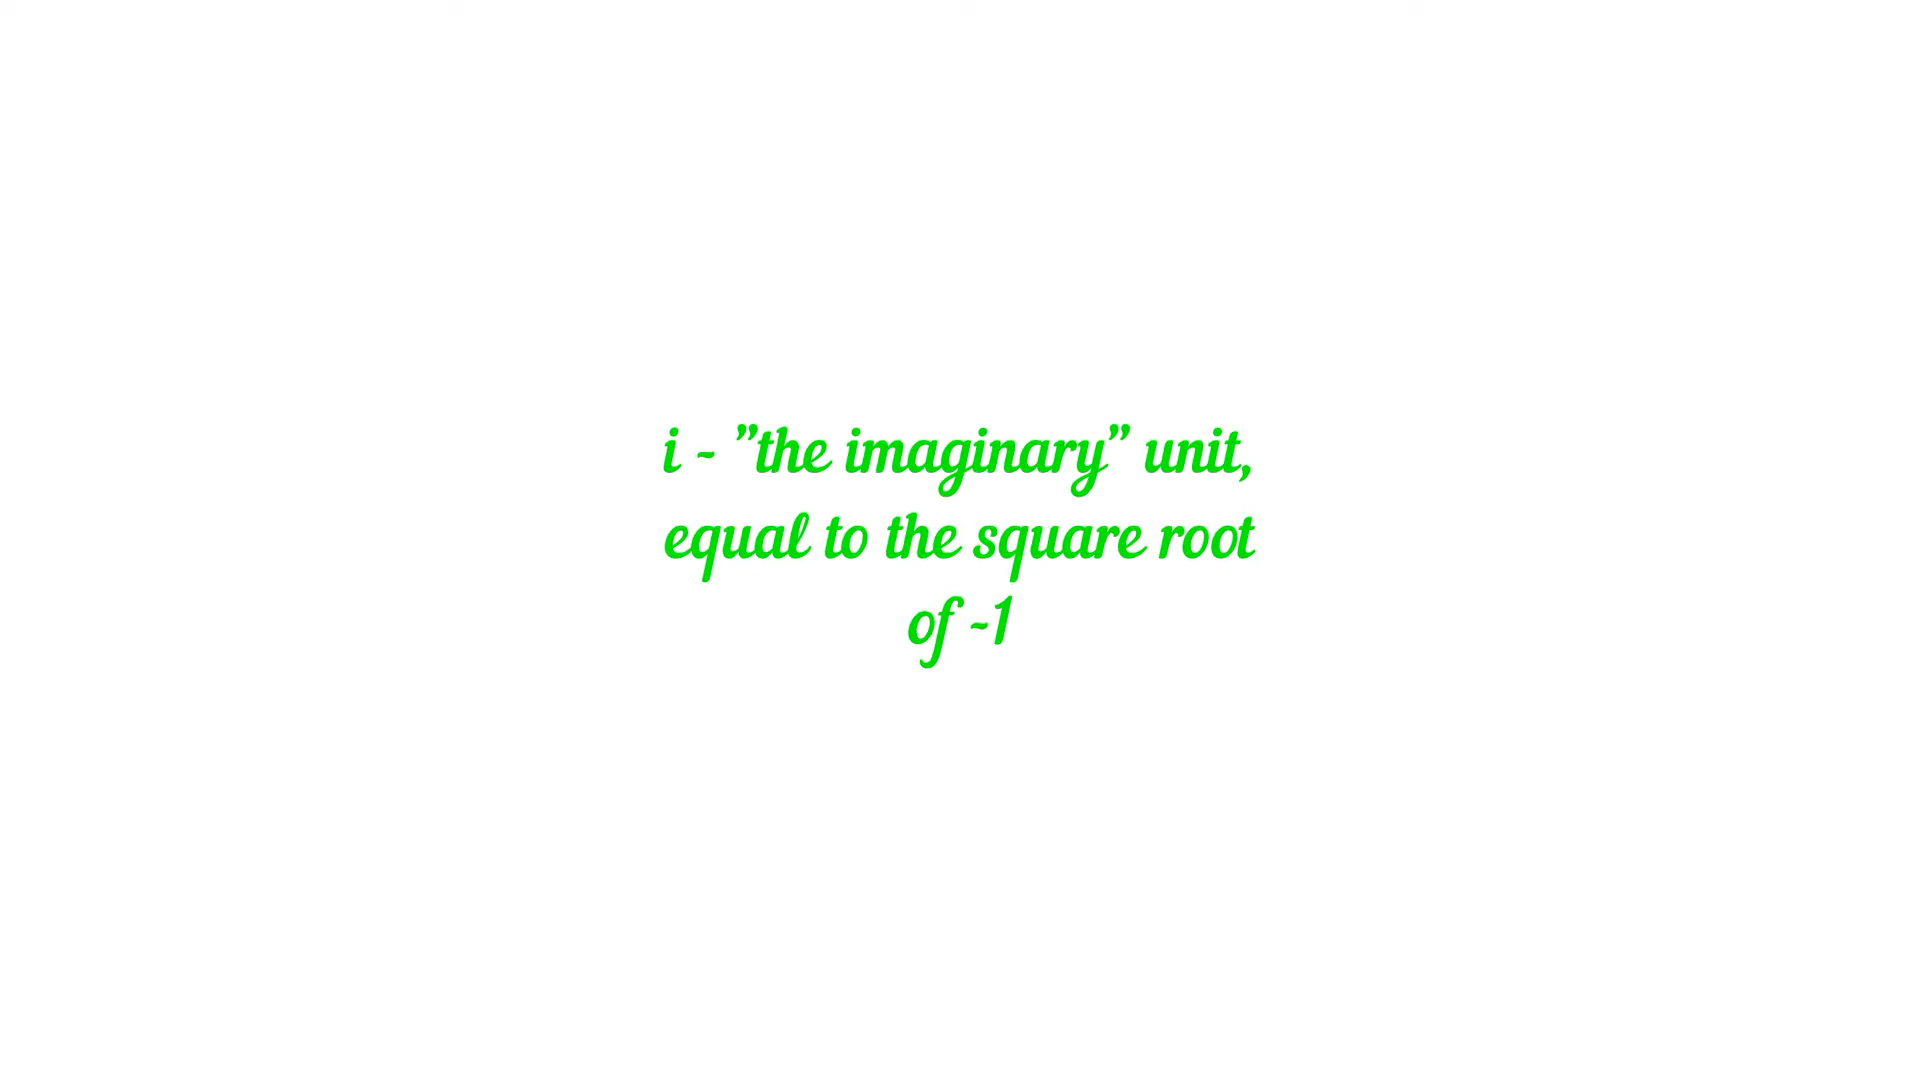 i - "the imaginary" unit,
equal to the square root
of -1